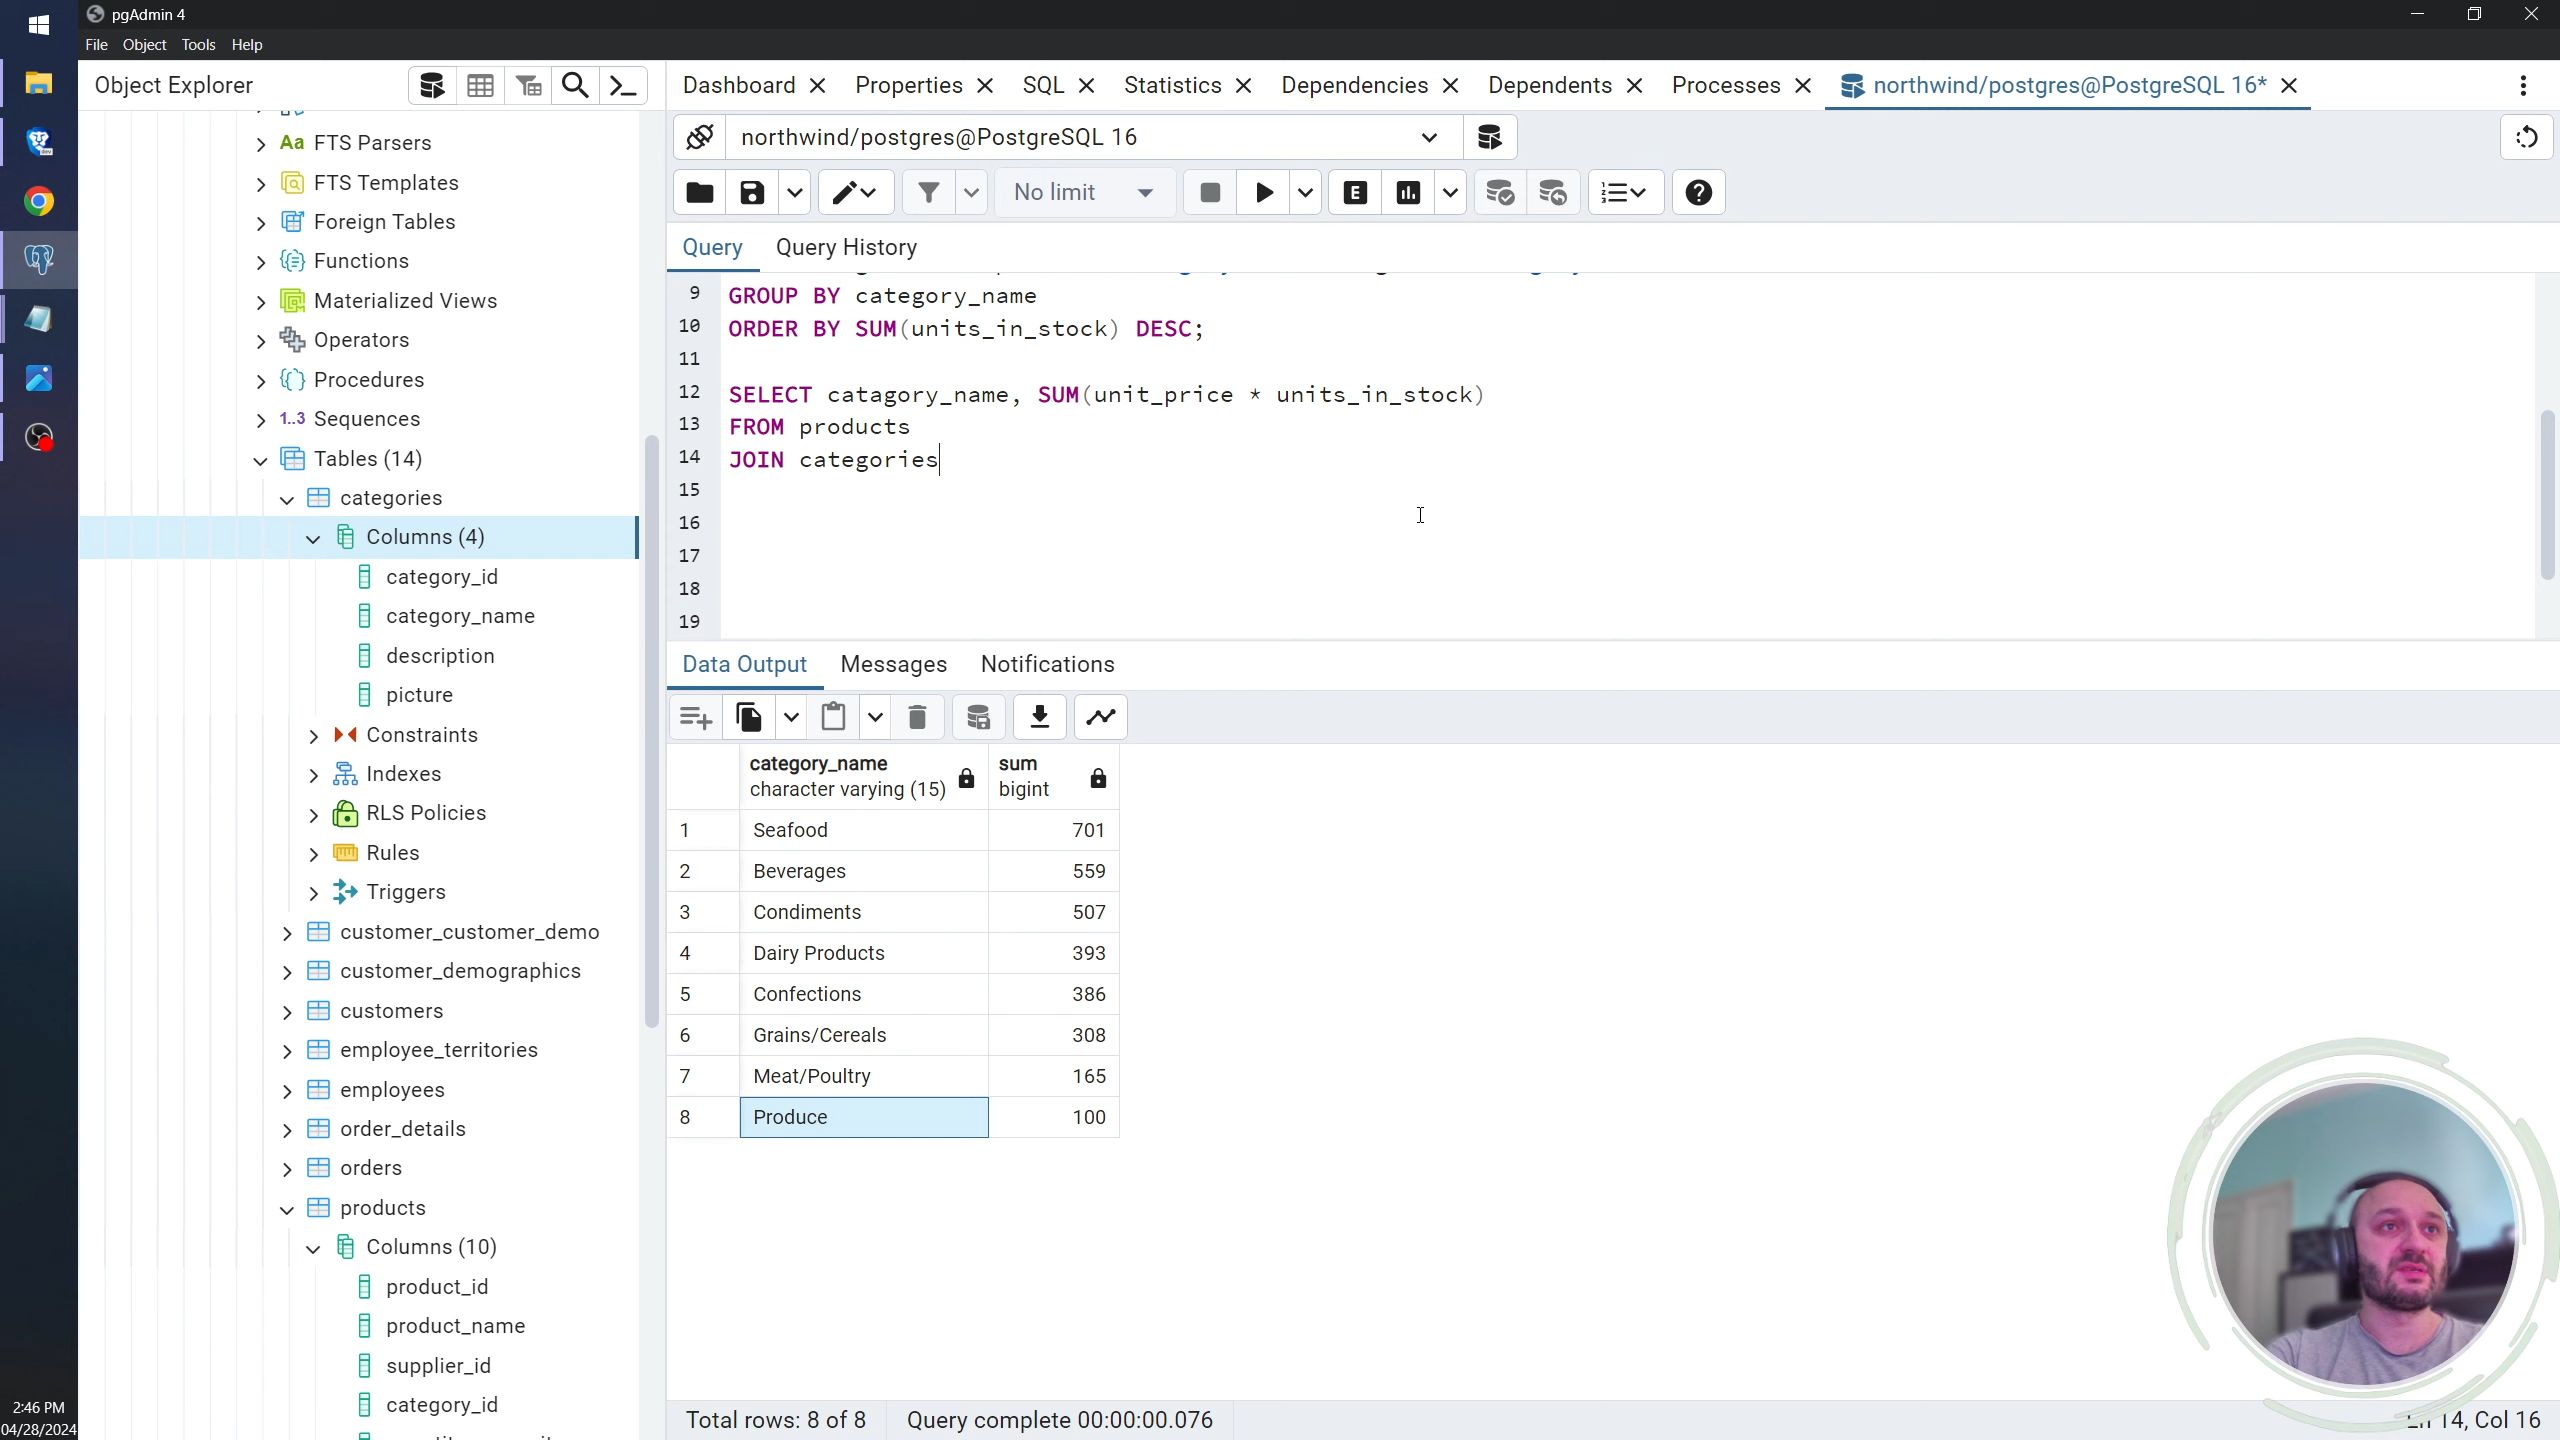 pgAdmin 4
File Object Tools Help
Object Explorer
Dashboard Properties SQL Statistics Dependencies Dependents Processes northwind/postgres@PostgreSQL 16*
northwind/postgres@PostgreSQL 16
No limit
E
Query Query History
Aa FTS Parsers
FTS Templates
Foreign Tables
Functions
Materialized Views
Operators
Procedures
1..3 Sequences
Tables (14)
categories
Columns (4)
category_id
category_name
description
picture
Constraints
Indexes
RLS Policies
Rules
Triggers
customer_customer_demo
customer_demographics
customers
employee_territories
employees
order_details
orders
products
Columns (10)
product_id
product_name
supplier_id
category_id
9 GROUP BY category_name
10 ORDER BY SUM(units_in_stock) DESC;
11
12 SELECT catagory_name, SUM(unit_price * units_in_stock)
13 FROM products
14 JOIN categories
15
16
17
18
19
Data Output Messages Notifications
category_name character varying (15) sum bigint
1 Seafood 701
2 Beverages 559
3 Condiments 507
4 Dairy Products 393
5 Confections 386
6 Grains/Cereals 308
7 Meat/Poultry 165
8 Produce 100
Total rows: 8 of 8 Query complete 00:00:00.076 Ln 14, Col 16
2:46 PM
04/28/2024